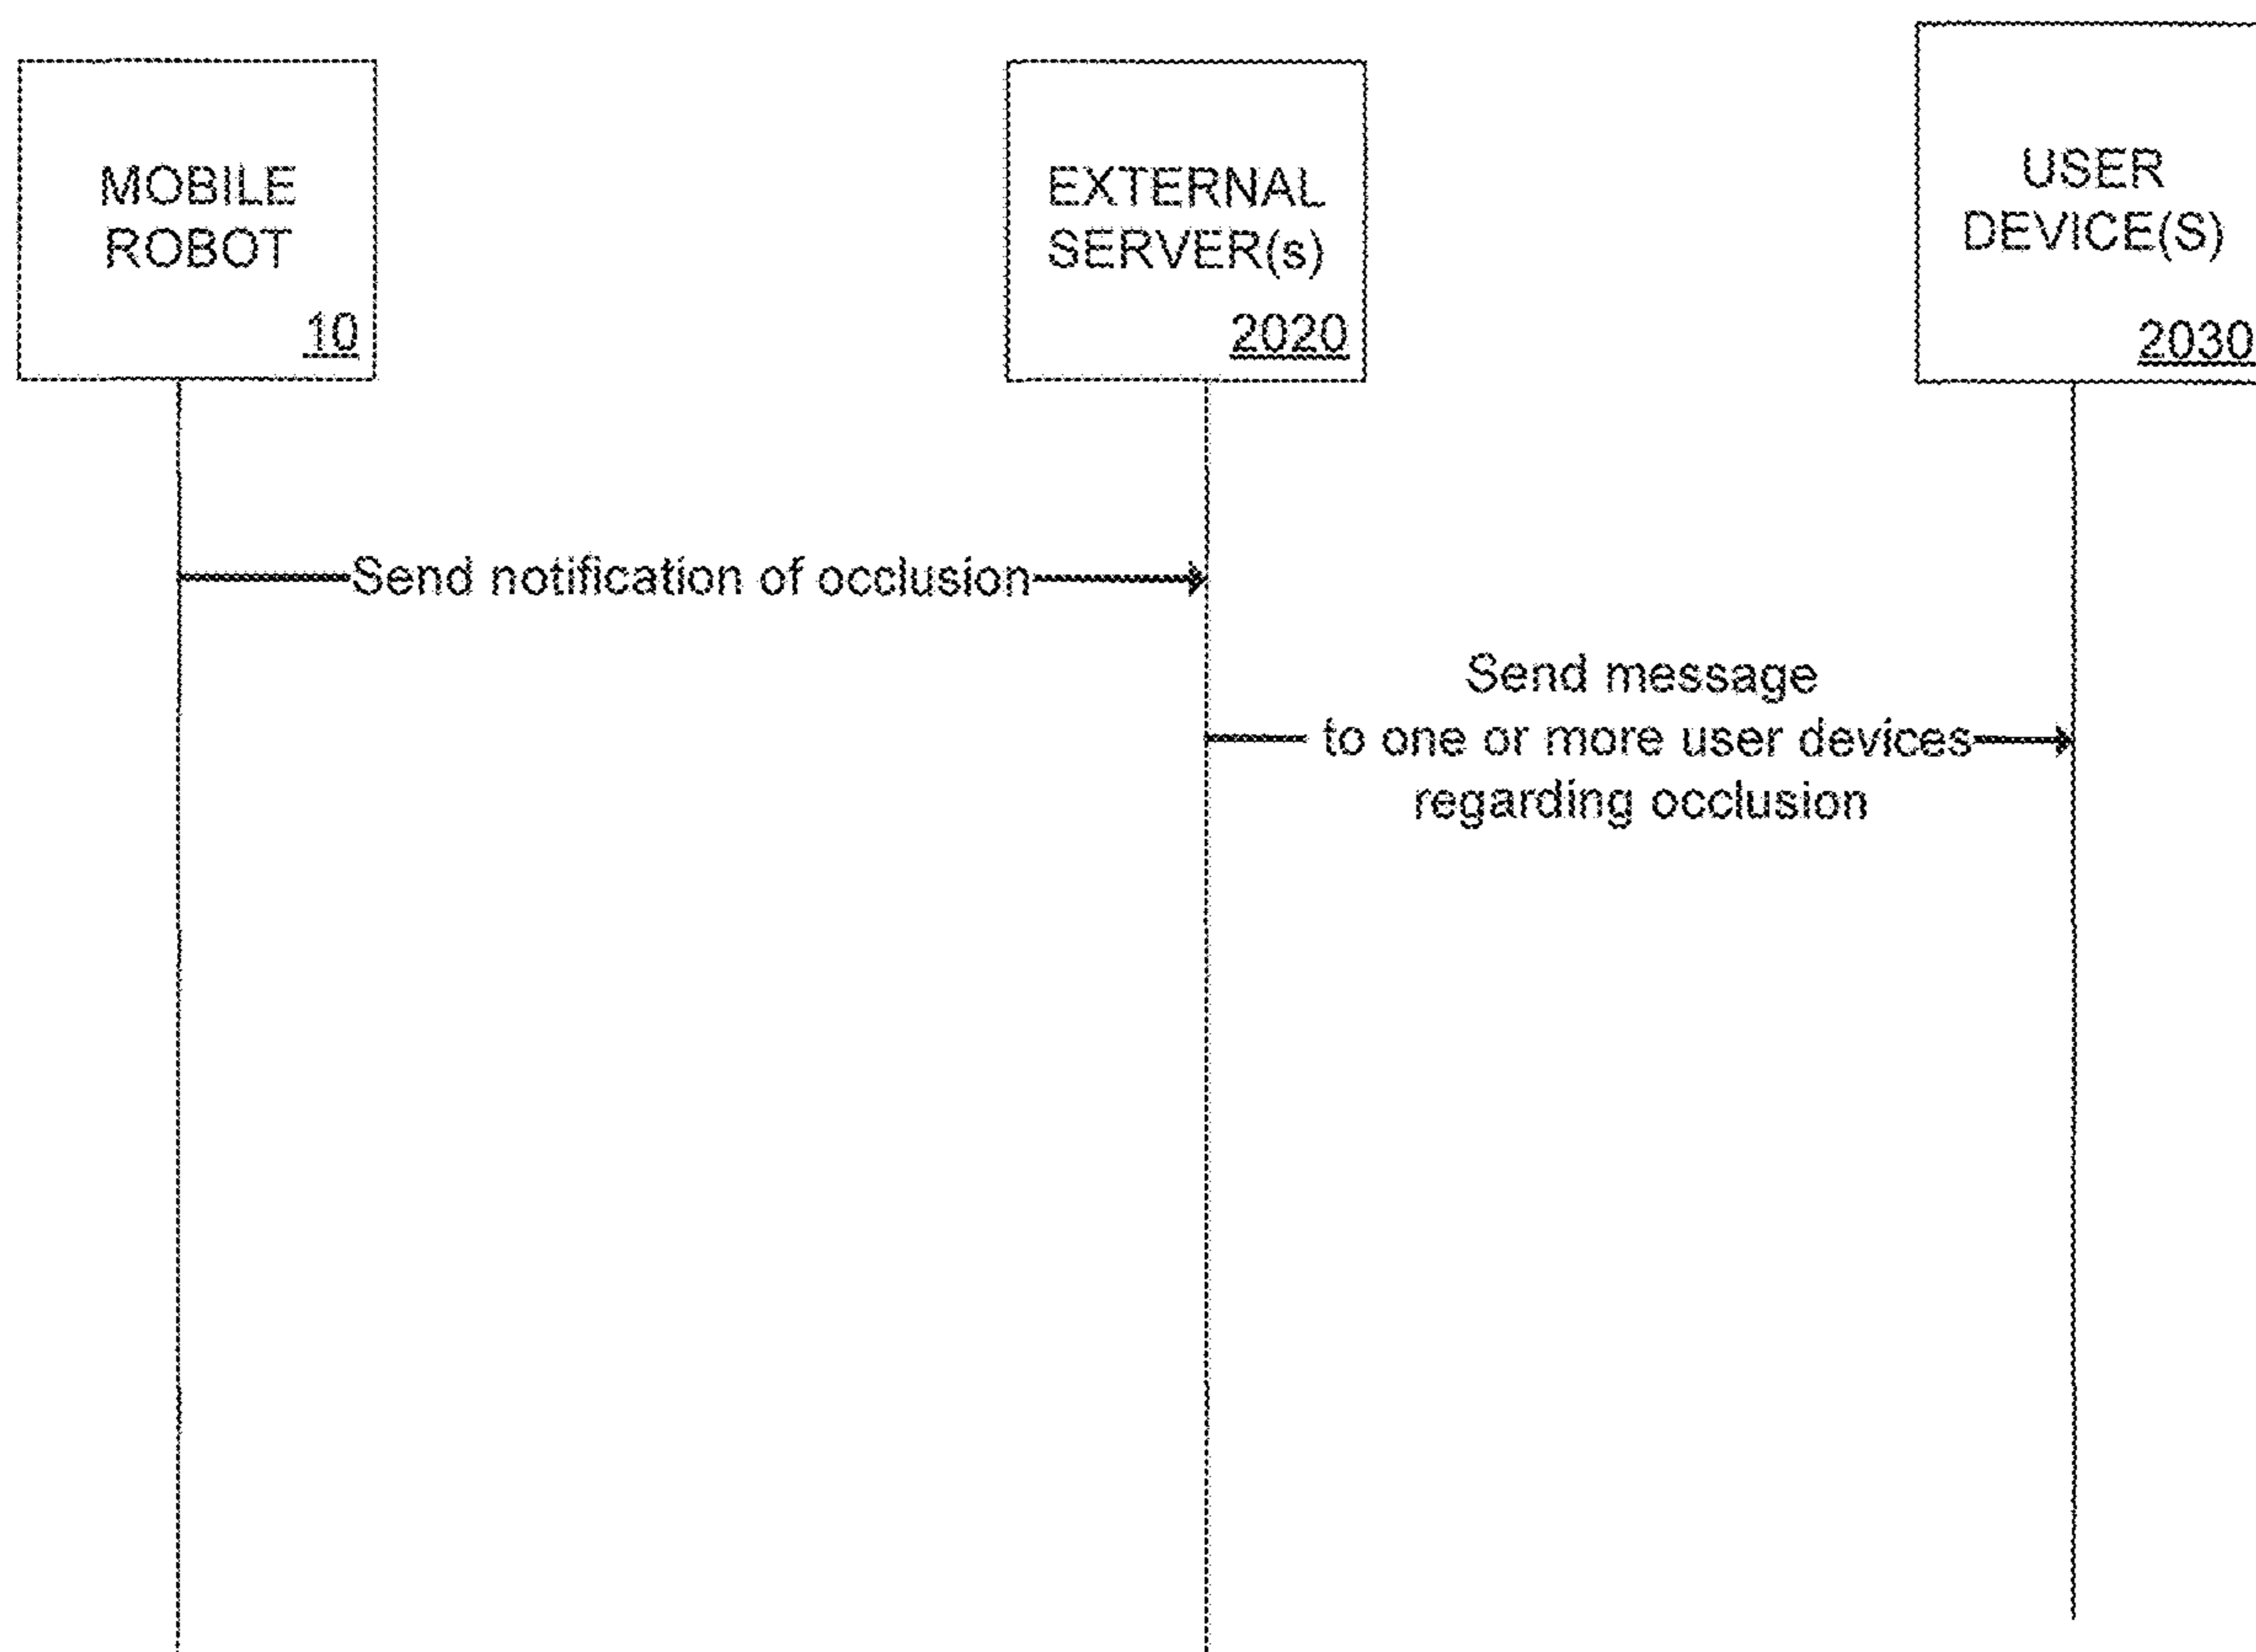 MOBILE
ROBOT
10
EXTERNAL
SERVER(s)
2020
USER
DEVICE(S)
2030
Send notification of occlusion
Send message
to one or more user devices
regarding occlusion